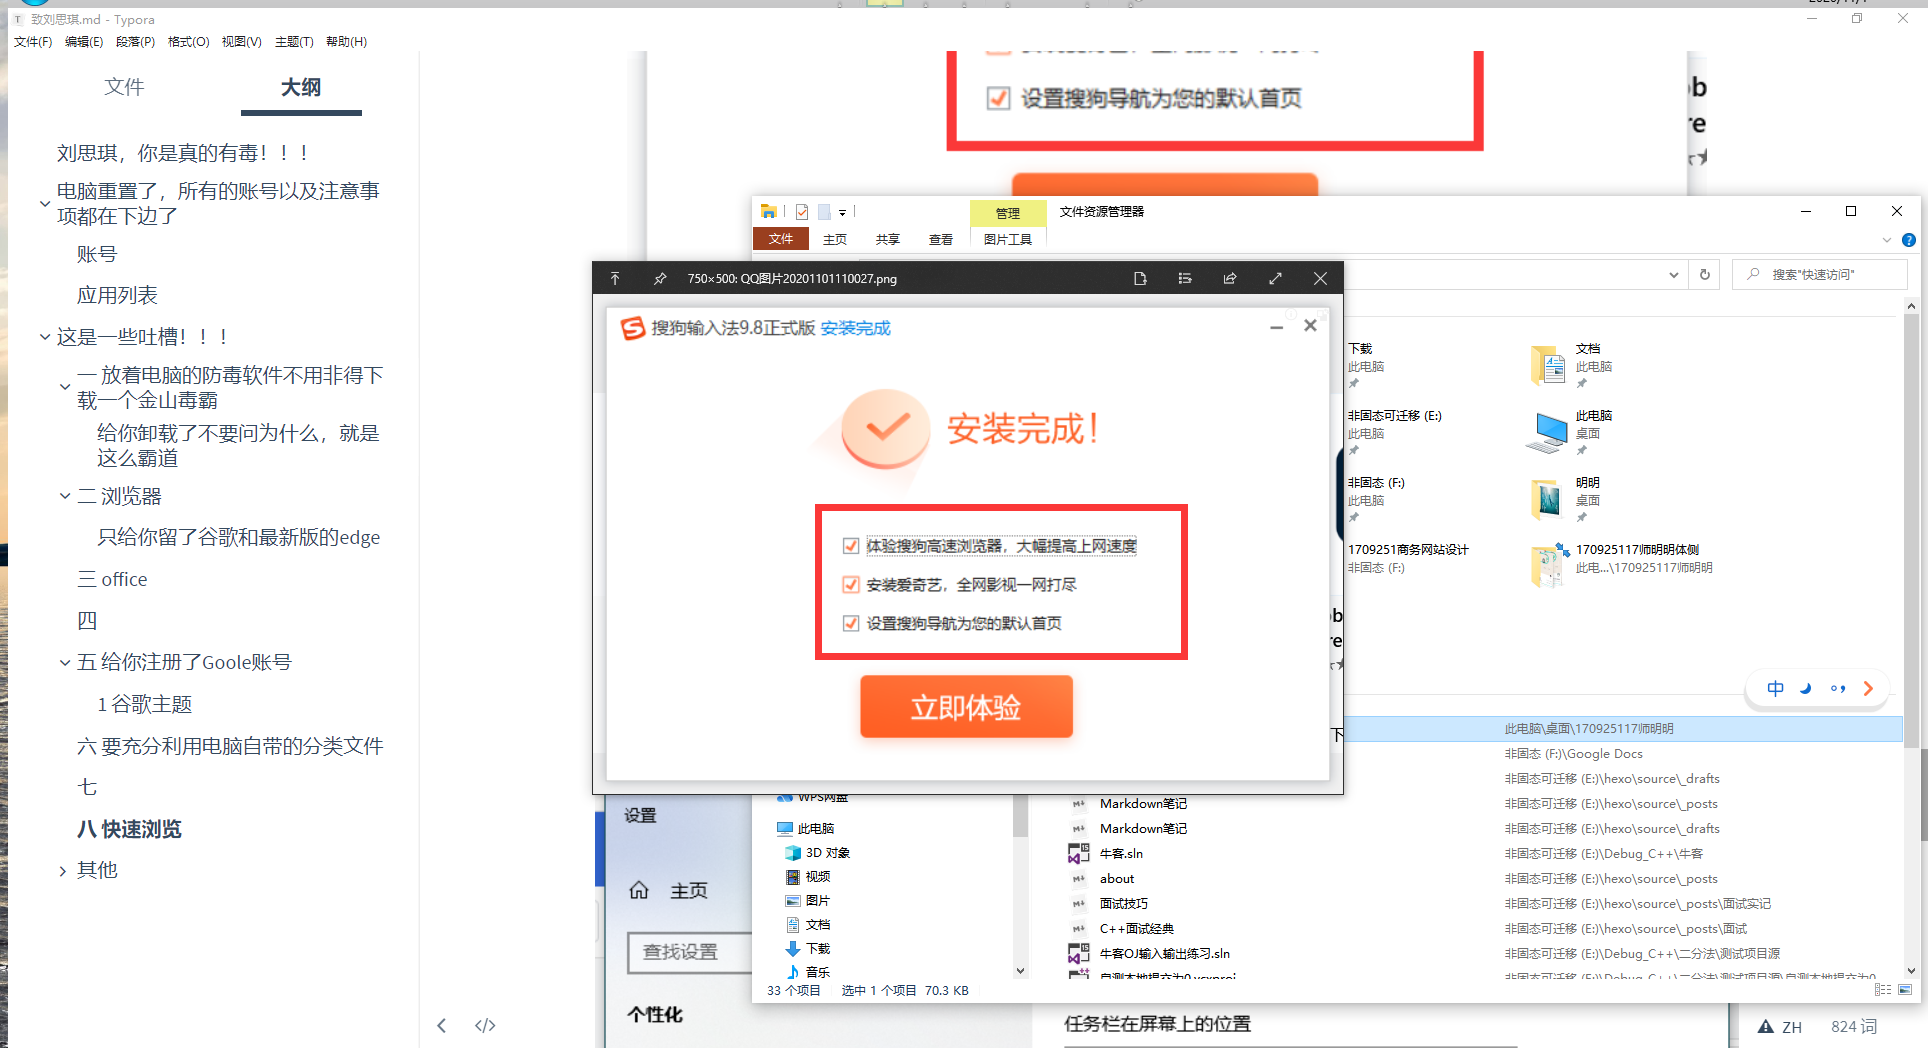 致刘思琪.md - Typora
文件(F) 编辑(E) 段落(P) 格式(O) 视图(V) 主题(T) 帮助(H)
文件 大纲
刘思琪，你是真的有毒！！！
电脑重置了，所有的账号以及注意事
项都在下边了
账号
应用列表
这是一些吐槽！！！
一 放着电脑的防毒软件不用非得下
载一个金山毒霸
给你卸载了不要问为什么，就是
这么霸道
二 浏览器
只给你留了谷歌和最新版的edge
三 office
四
五 给你注册了Goole账号
1 谷歌主题
六 要充分利用电脑自带的分类文件
七
八 快速浏览
其他
设置搜狗导航为您的默认首页
管理 文件资源管理器
文件 主页 共享 查看 图片工具
搜索"快速访问"
750×500: QQ图片20201101110027.png
搜狗输入法9.8正式版 安装完成
安装完成！
体验搜狗高速浏览器，大幅提高上网速度
安装爱奇艺，全网影视一网打尽
设置搜狗导航为您的默认首页
立即体验
下载
此电脑
文档
此电脑
非固态可迁移 (E:)
此电脑
此电脑
桌面
非固态 (F:)
此电脑
明明
桌面
1709251商务网站设计
非固态 (F:)
170925117师明明体侧
此电...\170925117师明明
中
此电脑\桌面\170925117师明明
非固态 (F:)\Google Docs
非固态可迁移 (E:)\hexo\source\_drafts
Markdown笔记 非固态可迁移 (E:)\hexo\source\_posts
Markdown笔记 非固态可迁移 (E:)\hexo\source\_drafts
牛客.sln 非固态可迁移 (E:)\Debug_C++\牛客
about 非固态可迁移 (E:)\hexo\source\_posts
面试技巧 非固态可迁移 (E:)\hexo\source\_posts\面试实记
C++面试经典 非固态可迁移 (E:)\hexo\source\_posts\面试
牛客OJ输入输出练习.sln 非固态可迁移 (E:)\Debug_C++\二分法\测试项目源
WPS网盘
此电脑
3D 对象
视频
图片
文档
下载
音乐
33 个项目 选中 1 个项目 70.3 KB
设置
主页
查找设置
个性化
任务栏在屏幕上的位置
ZH 824 词